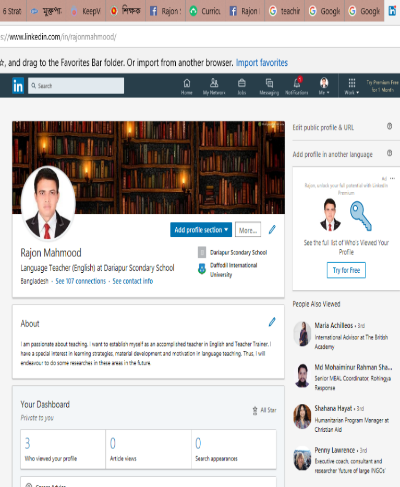 6 Strat
মুক্তপা
KeepV
শিক্ষক
Rajon S
Curricu
Rajon
teachin
Google
Google
s://www.linkedin.com/in/rajonmahmood/
, and drag to the Favorites Bar folder. Or import from another browser. Import favorites
in
Search
Home
My Network
Jobs
Messaging
Notifications
Me
Work
Try Premium Free
for 1 Month
Add profile section
More...
Rajon Mahmood
Language Teacher (English) at Dariapur Scondary School
Bangladesh · See 107 connections · See contact info
Dariapur Scondary School
Daffodil International
University
About
I am passionate about teaching. I want to establish myself as an accomplished teacher in English and Teacher Trainer. I
have a special interest in learning strategies, material development and motivation in language teaching. Thus, I will
endeavour to do some researches in these areas in the future.
Your Dashboard
Private to you
All Star
3
Who viewed your profile
0
Article views
0
Search appearances
Edit public profile & URL
Add profile in another language
Ad
Rajon, unlock your full potential with LinkedIn
Premium
See the full list of Who's Viewed Your
Profile
Try for Free
People Also Viewed
Maria Achilleos • 3rd
International Advisor at The British
Academy
Md Mohaiminur Rahman Sha...
Senior MEAL Coordinator Rohingya
Response
Shahana Hayat • 3rd
Humanitarian Program Manager at
Christian Aid
Penny Lawrence • 3rd
Executive coach, consultant and
researcher 'future of large INGOs'